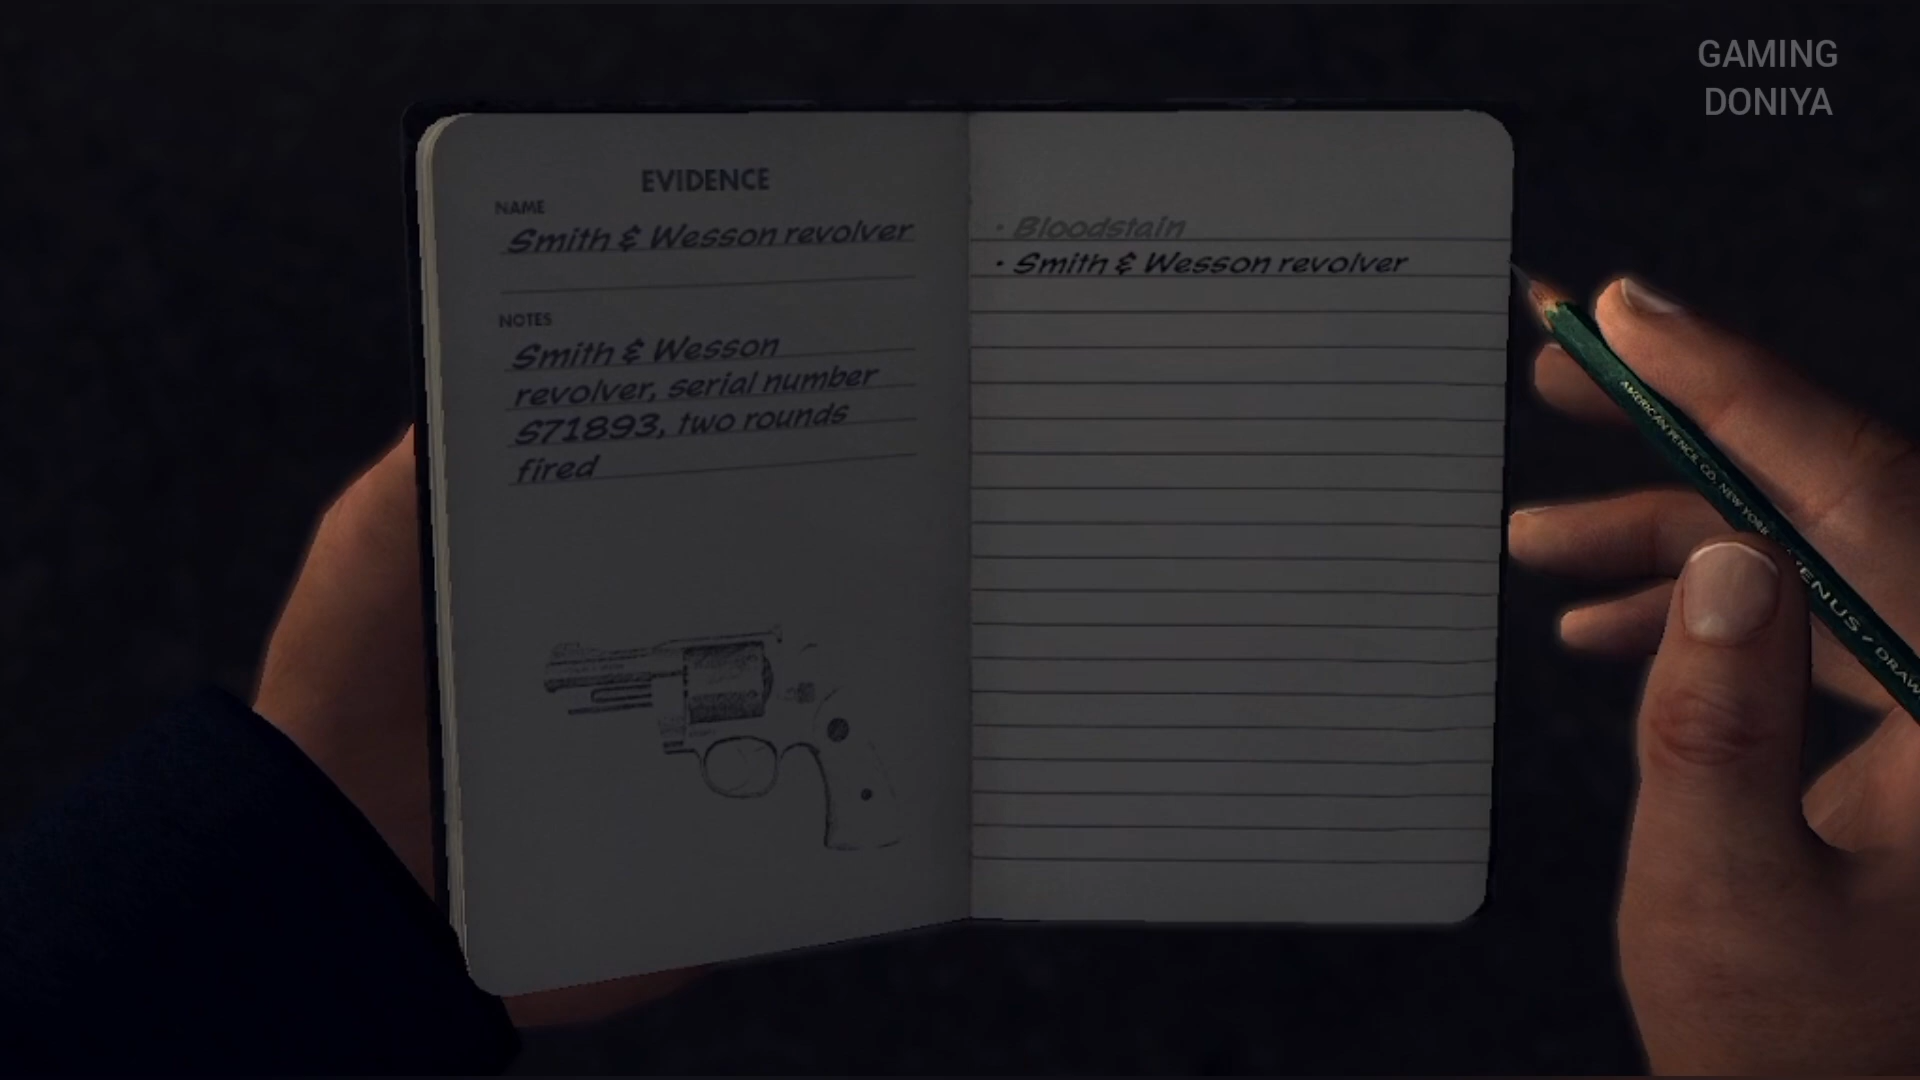 GAMING
DONIYA
EVIDENCE
NAME
Smith & Wesson revolver
NOTES
Smith & Wesson
revolver, serial number
S71893, two rounds
fired
• Bloodstain
• Smith & Wesson revolver
AMERICAN PENCIL CO. NEW YORK
VENUS / DRAW